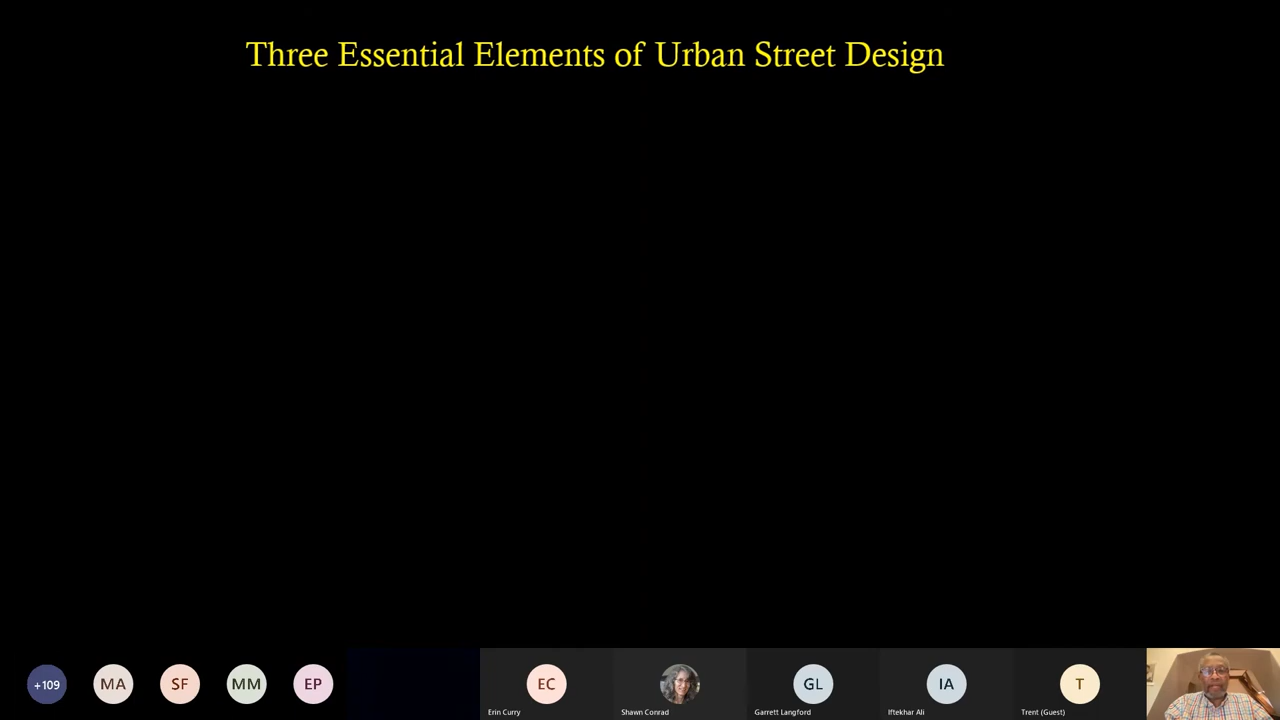 Three Essential Elements of Urban Street Design
+109
MA
SF
MM
EP
EC
Erin Curry
Shawn Conrad
GL
Garrett Langford
IA
Iftekhar Ali
T
Trent (Guest)